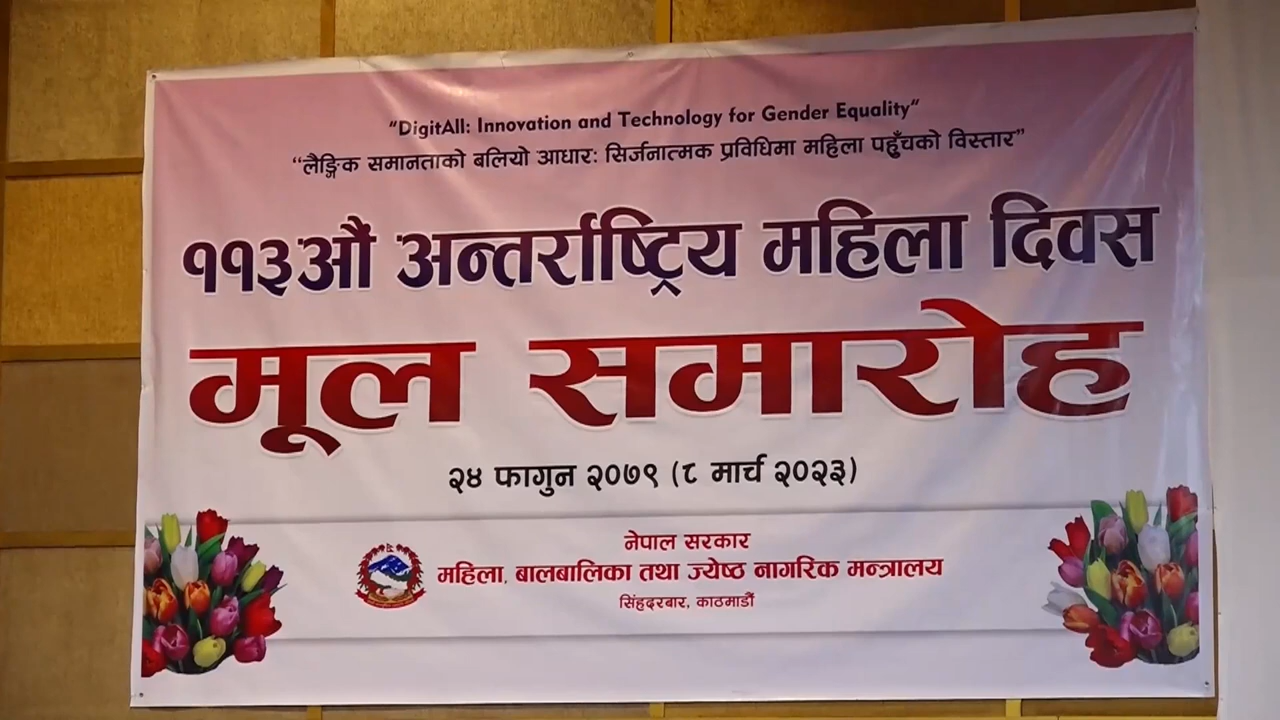 "DigitAll: Innovation and Technology for Gender Equality"
"लैङ्गिक समानताको बलियो आधारः सिर्जनात्मक प्रविधिमा महिला पहुँचको विस्तार"
११३औं अन्तर्राष्ट्रिय महिला दिवस
मूल समारोह
२४ फागुन २०७९ (८ मार्च २०२३)
नेपाल सरकार
महिला, बालबालिका तथा ज्येष्ठ नागरिक मन्त्रालय
सिंहदरबार, काठमाडौं